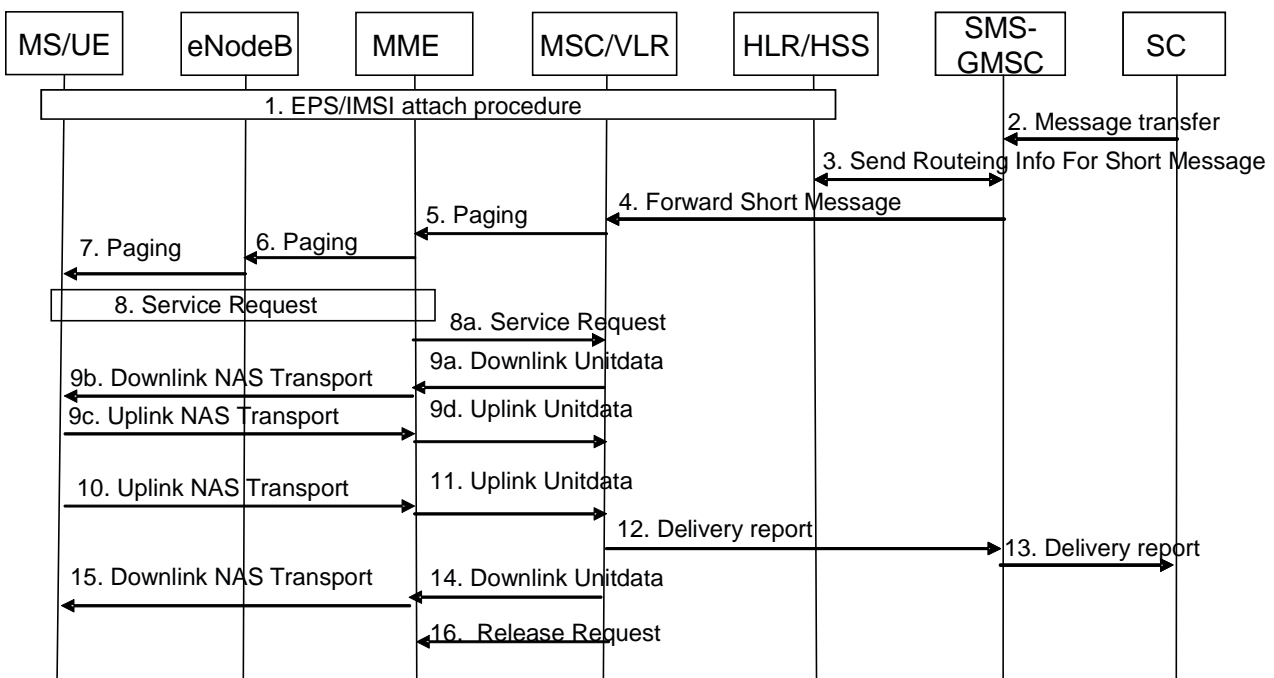 MS/UE
eNodeB
MME
MSC/VLR
HLR/HSS
SMS-
GMSC
SC
1. EPS/IMSI attach procedure
2. Message transfer
3. Send Routeing Info For Short Message
4. Forward Short Message
5. Paging
6. Paging
7. Paging
8. Service Request
8a. Service Request
9a. Downlink Unitdata
9b. Downlink NAS Transport
9c. Uplink NAS Transport
9d. Uplink Unitdata
10. Uplink NAS Transport
11. Uplink Unitdata
12. Delivery report
13. Delivery report
15. Downlink NAS Transport
14. Downlink Unitdata
16. Release Request